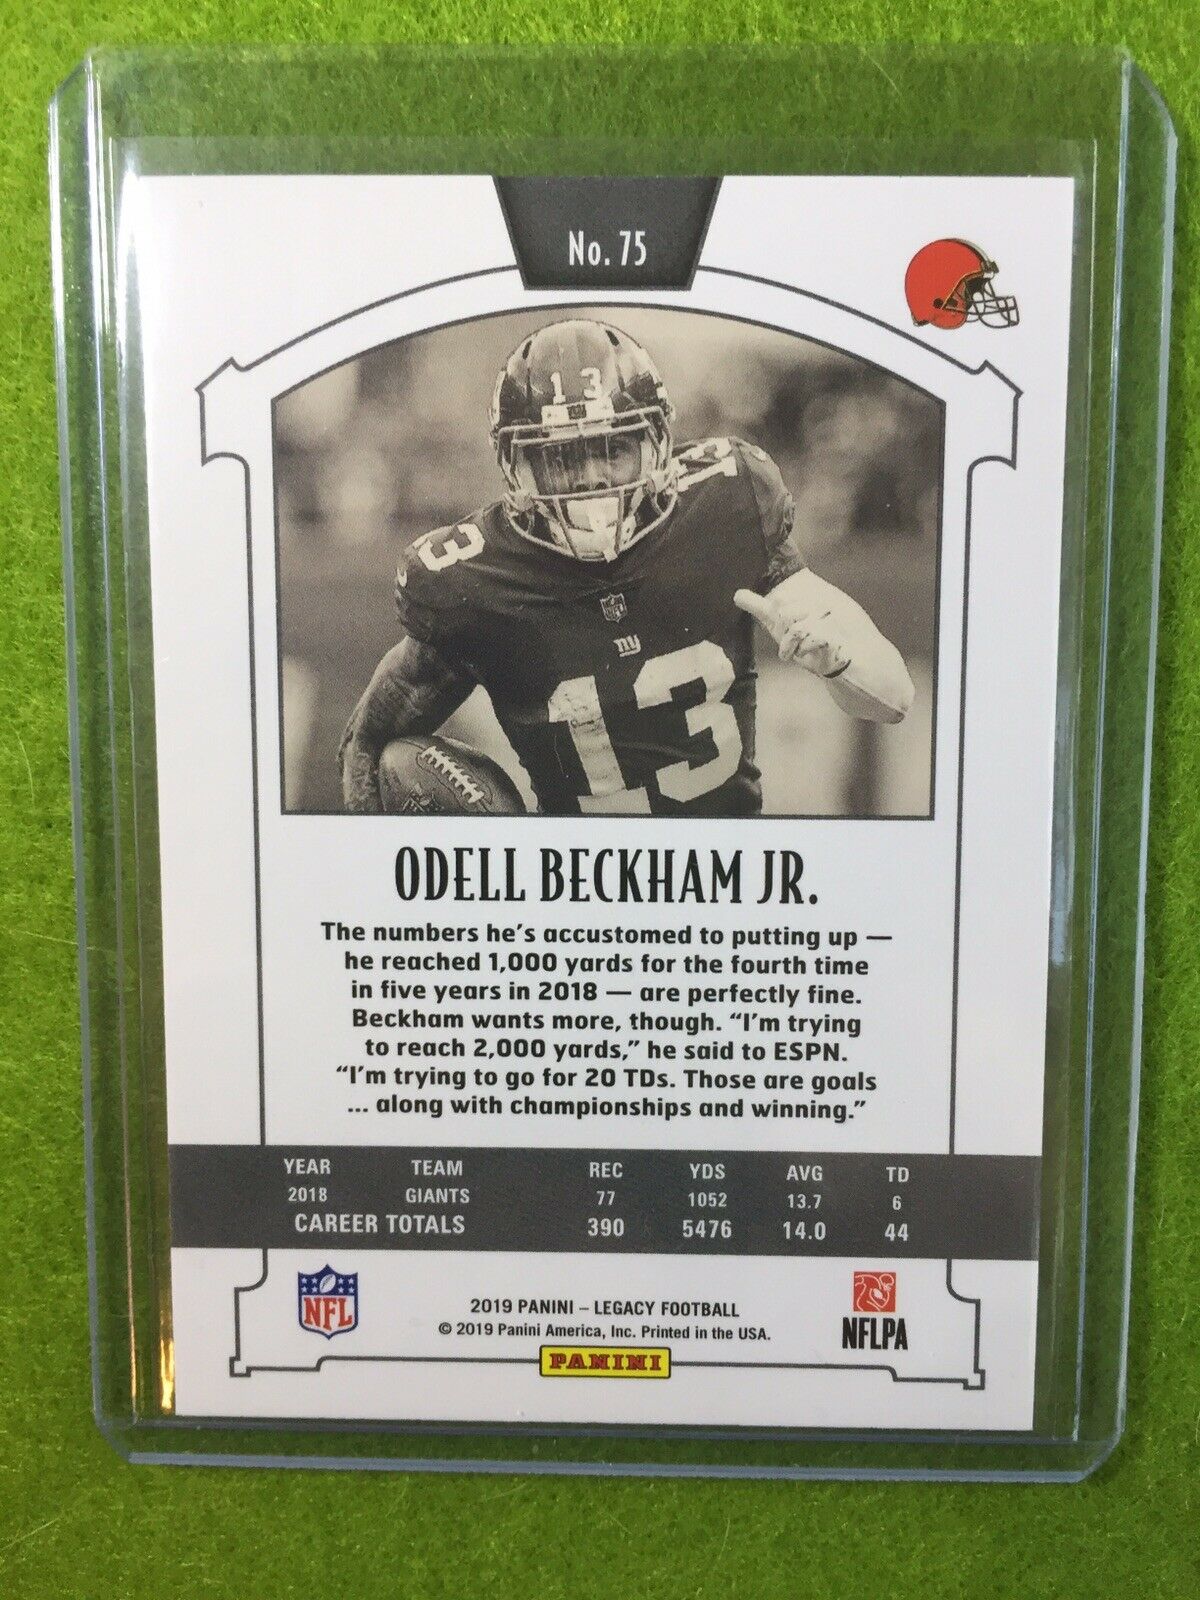 No. 75
13
13
13
ny
13
NFL
ODELL BECKHAM JR.
The numbers he's accustomed to putting up —
he reached 1,000 yards for the fourth time
in five years in 2018 — are perfectly fine.
Beckham wants more, though. “I'm trying
to reach 2,000 yards,” he said to ESPN.
“I'm trying to go for 20 TDs. Those are goals
... along with championships and winning.”
YEAR TEAM REC YDS AVG TD
2018 GIANTS 77 1052 13.7 6
CAREER TOTALS 390 5476 14.0 44
NFL
2019 PANINI – LEGACY FOOTBALL
© 2019 Panini America, Inc. Printed in the USA.
PANINI
NFLPA